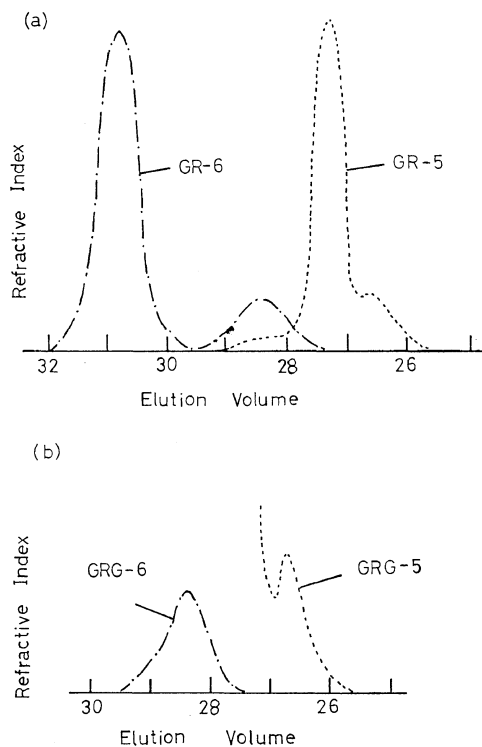 (a)
GR-6
GR-5
Refractive Index
32 30 28 26
Elution Volume
(b)
GRG-6
GRG-5
Refractive Index
30 28 26
Elution Volume